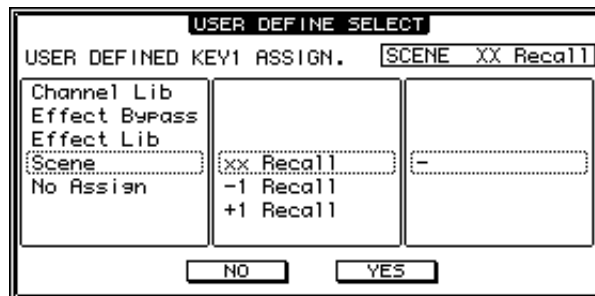 USER DEFINE SELECT
USER DEFINED KEY1 ASSIGN. SCENE XX Recall
Channel Lib
Effect Bypass
Effect Lib
Scene xx Recall -
No Assign -1 Recall
+1 Recall
NO YES